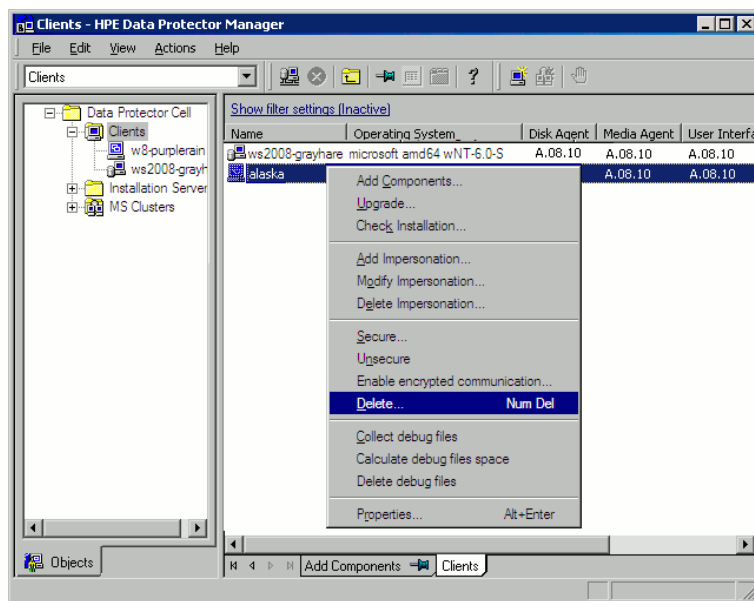 Clients - HPE Data Protector Manager
File Edit View Actions Help
Clients
Data Protector Cell
Clients
w8-purplerain
ws2008-grayh
Installation Server
MS Clusters
Objects
Show filter settings (Inactive)
Name Operating System Disk Agent Media Agent User Interfa
ws2008-grayhare microsoft amd64 wNT-6.0-S A.08.10 A.08.10 A.08.10
alaska A.08.10 A.08.10
Add Components...
Upgrade...
Check Installation...
Add Impersonation...
Modify Impersonation...
Delete Impersonation...
Secure...
Unsecure
Enable encrypted communication...
Delete... Num Del
Collect debug files
Calculate debug files space
Delete debug files
Properties... Alt+Enter
Add Components Clients